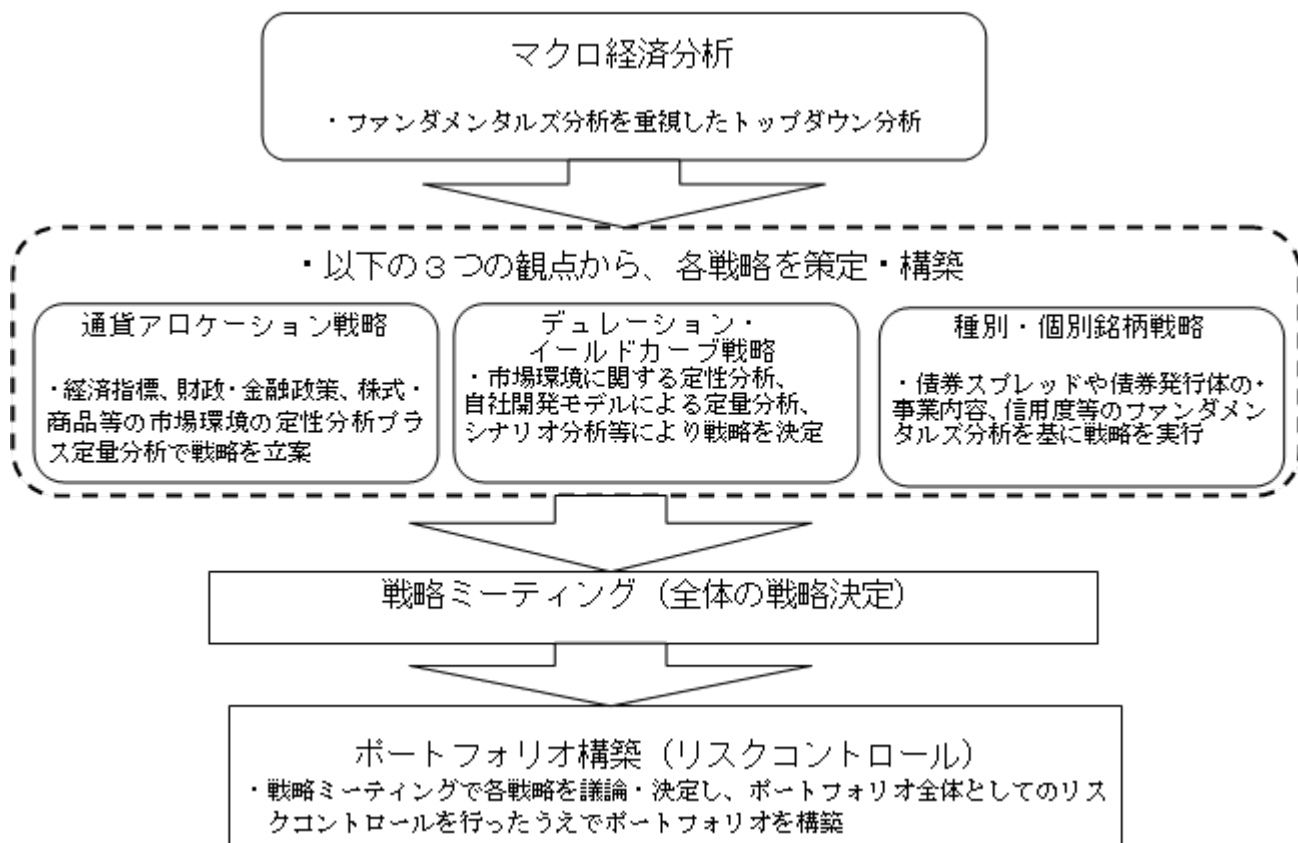 マクロ経済分析
・ファンダメンタルズ分析を重視したトップダウン分析
・以下の３つの観点から、各戦略を策定・構築
通貨アロケーション戦略
・経済指標、財政・金融政策、株式・
商品等の市場環境の定性分析プラ
ス定量分析で戦略を立案
デュレーション・
イールドカーブ戦略
・市場環境に関する定性分析、
自社開発モデルによる定量分析、
シナリオ分析等により戦略を決定
種別・個別銘柄戦略
・債券スプレッドや債券発行体の・
事業内容、信用度等のファンダメン
タルズ分析を基に戦略を実行
戦略ミーティング（全体の戦略決定）
ポートフォリオ構築（リスクコントロール）
・戦略ミーティングで各戦略を議論・決定し、ポートフォリオ全体としてのリス
クコントロールを行ったうえでポートフォリオを構築